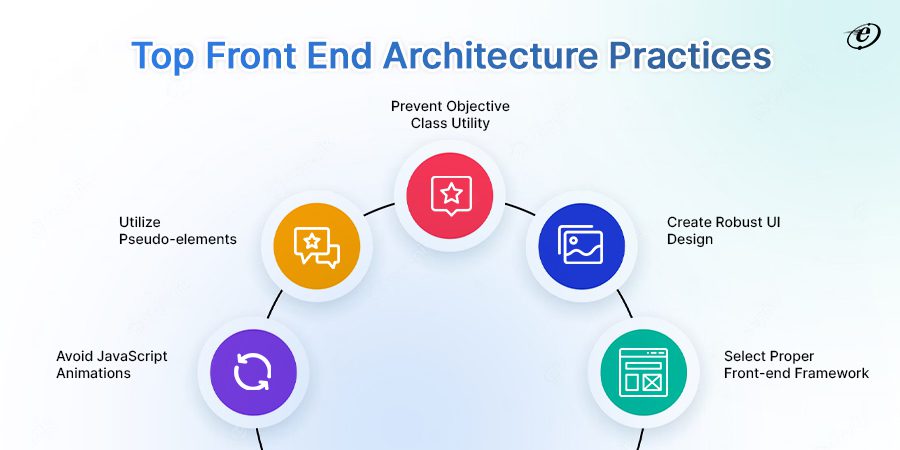 Top Front End Architecture Practices
Prevent Objective
Class Utility
Utilize
Pseudo-elements
Create Robust UI
Design
Avoid JavaScript
Animations
Select Proper
Front-end Framework